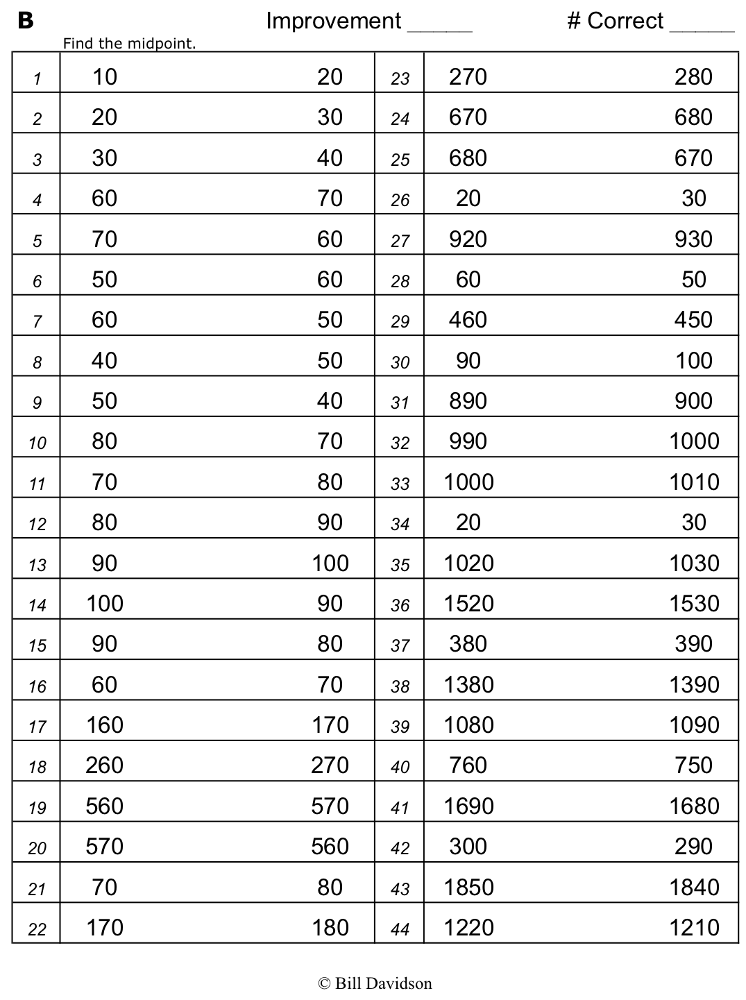 B Improvement _____ # Correct _____
Find the midpoint.
1 10 20 23 270 280
2 20 30 24 670 680
3 30 40 25 680 670
4 60 70 26 20 30
5 70 60 27 920 930
6 50 60 28 60 50
7 60 50 29 460 450
8 40 50 30 90 100
9 50 40 31 890 900
10 80 70 32 990 1000
11 70 80 33 1000 1010
12 80 90 34 20 30
13 90 100 35 1020 1030
14 100 90 36 1520 1530
15 90 80 37 380 390
16 60 70 38 1380 1390
17 160 170 39 1080 1090
18 260 270 40 760 750
19 560 570 41 1690 1680
20 570 560 42 300 290
21 70 80 43 1850 1840
22 170 180 44 1220 1210
© Bill Davidson